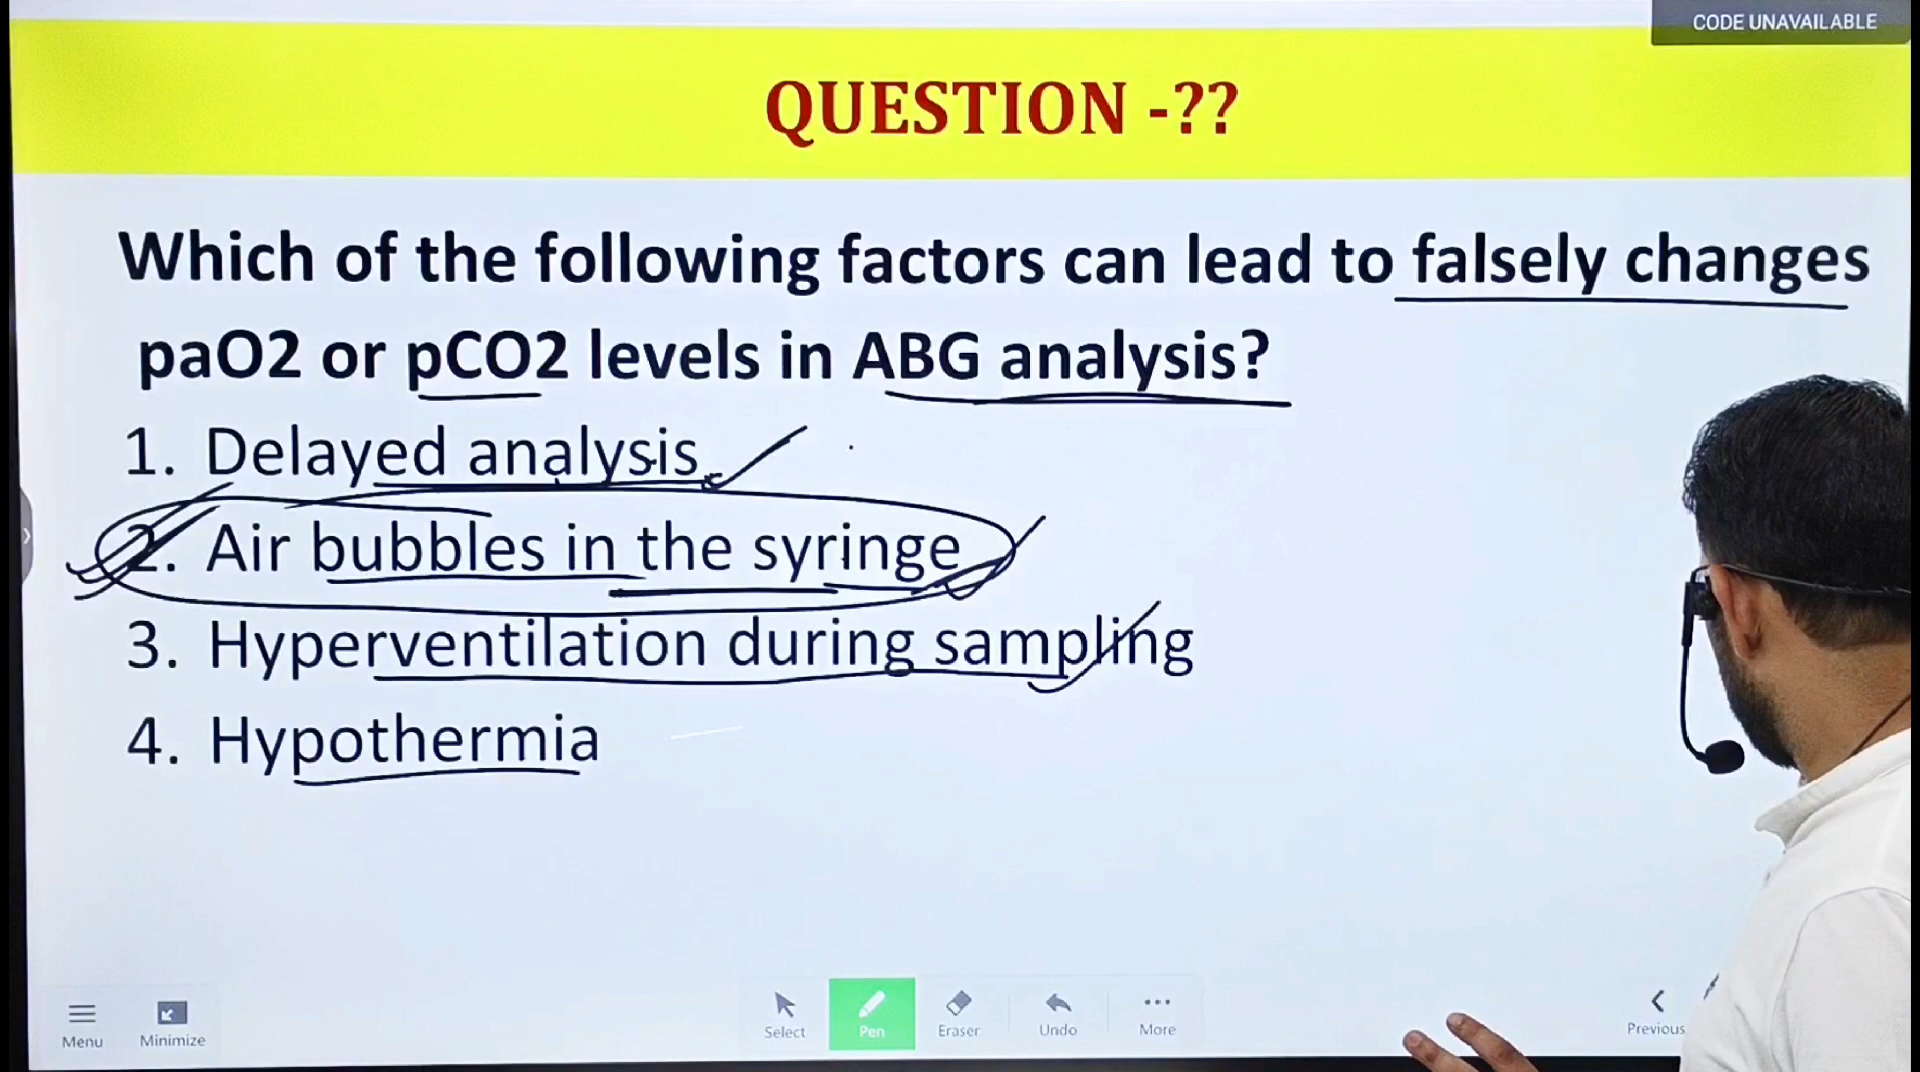 CODE UNAVAILABLE
QUESTION -??
Which of the following factors can lead to falsely changes
paO2 or pCO2 levels in ABG analysis?
1. Delayed analysis
2. Air bubbles in the syringe
3. Hyperventilation during sampling
4. Hypothermia
Menu
Minimize
Select
Pen
Eraser
Undo
More
Previous